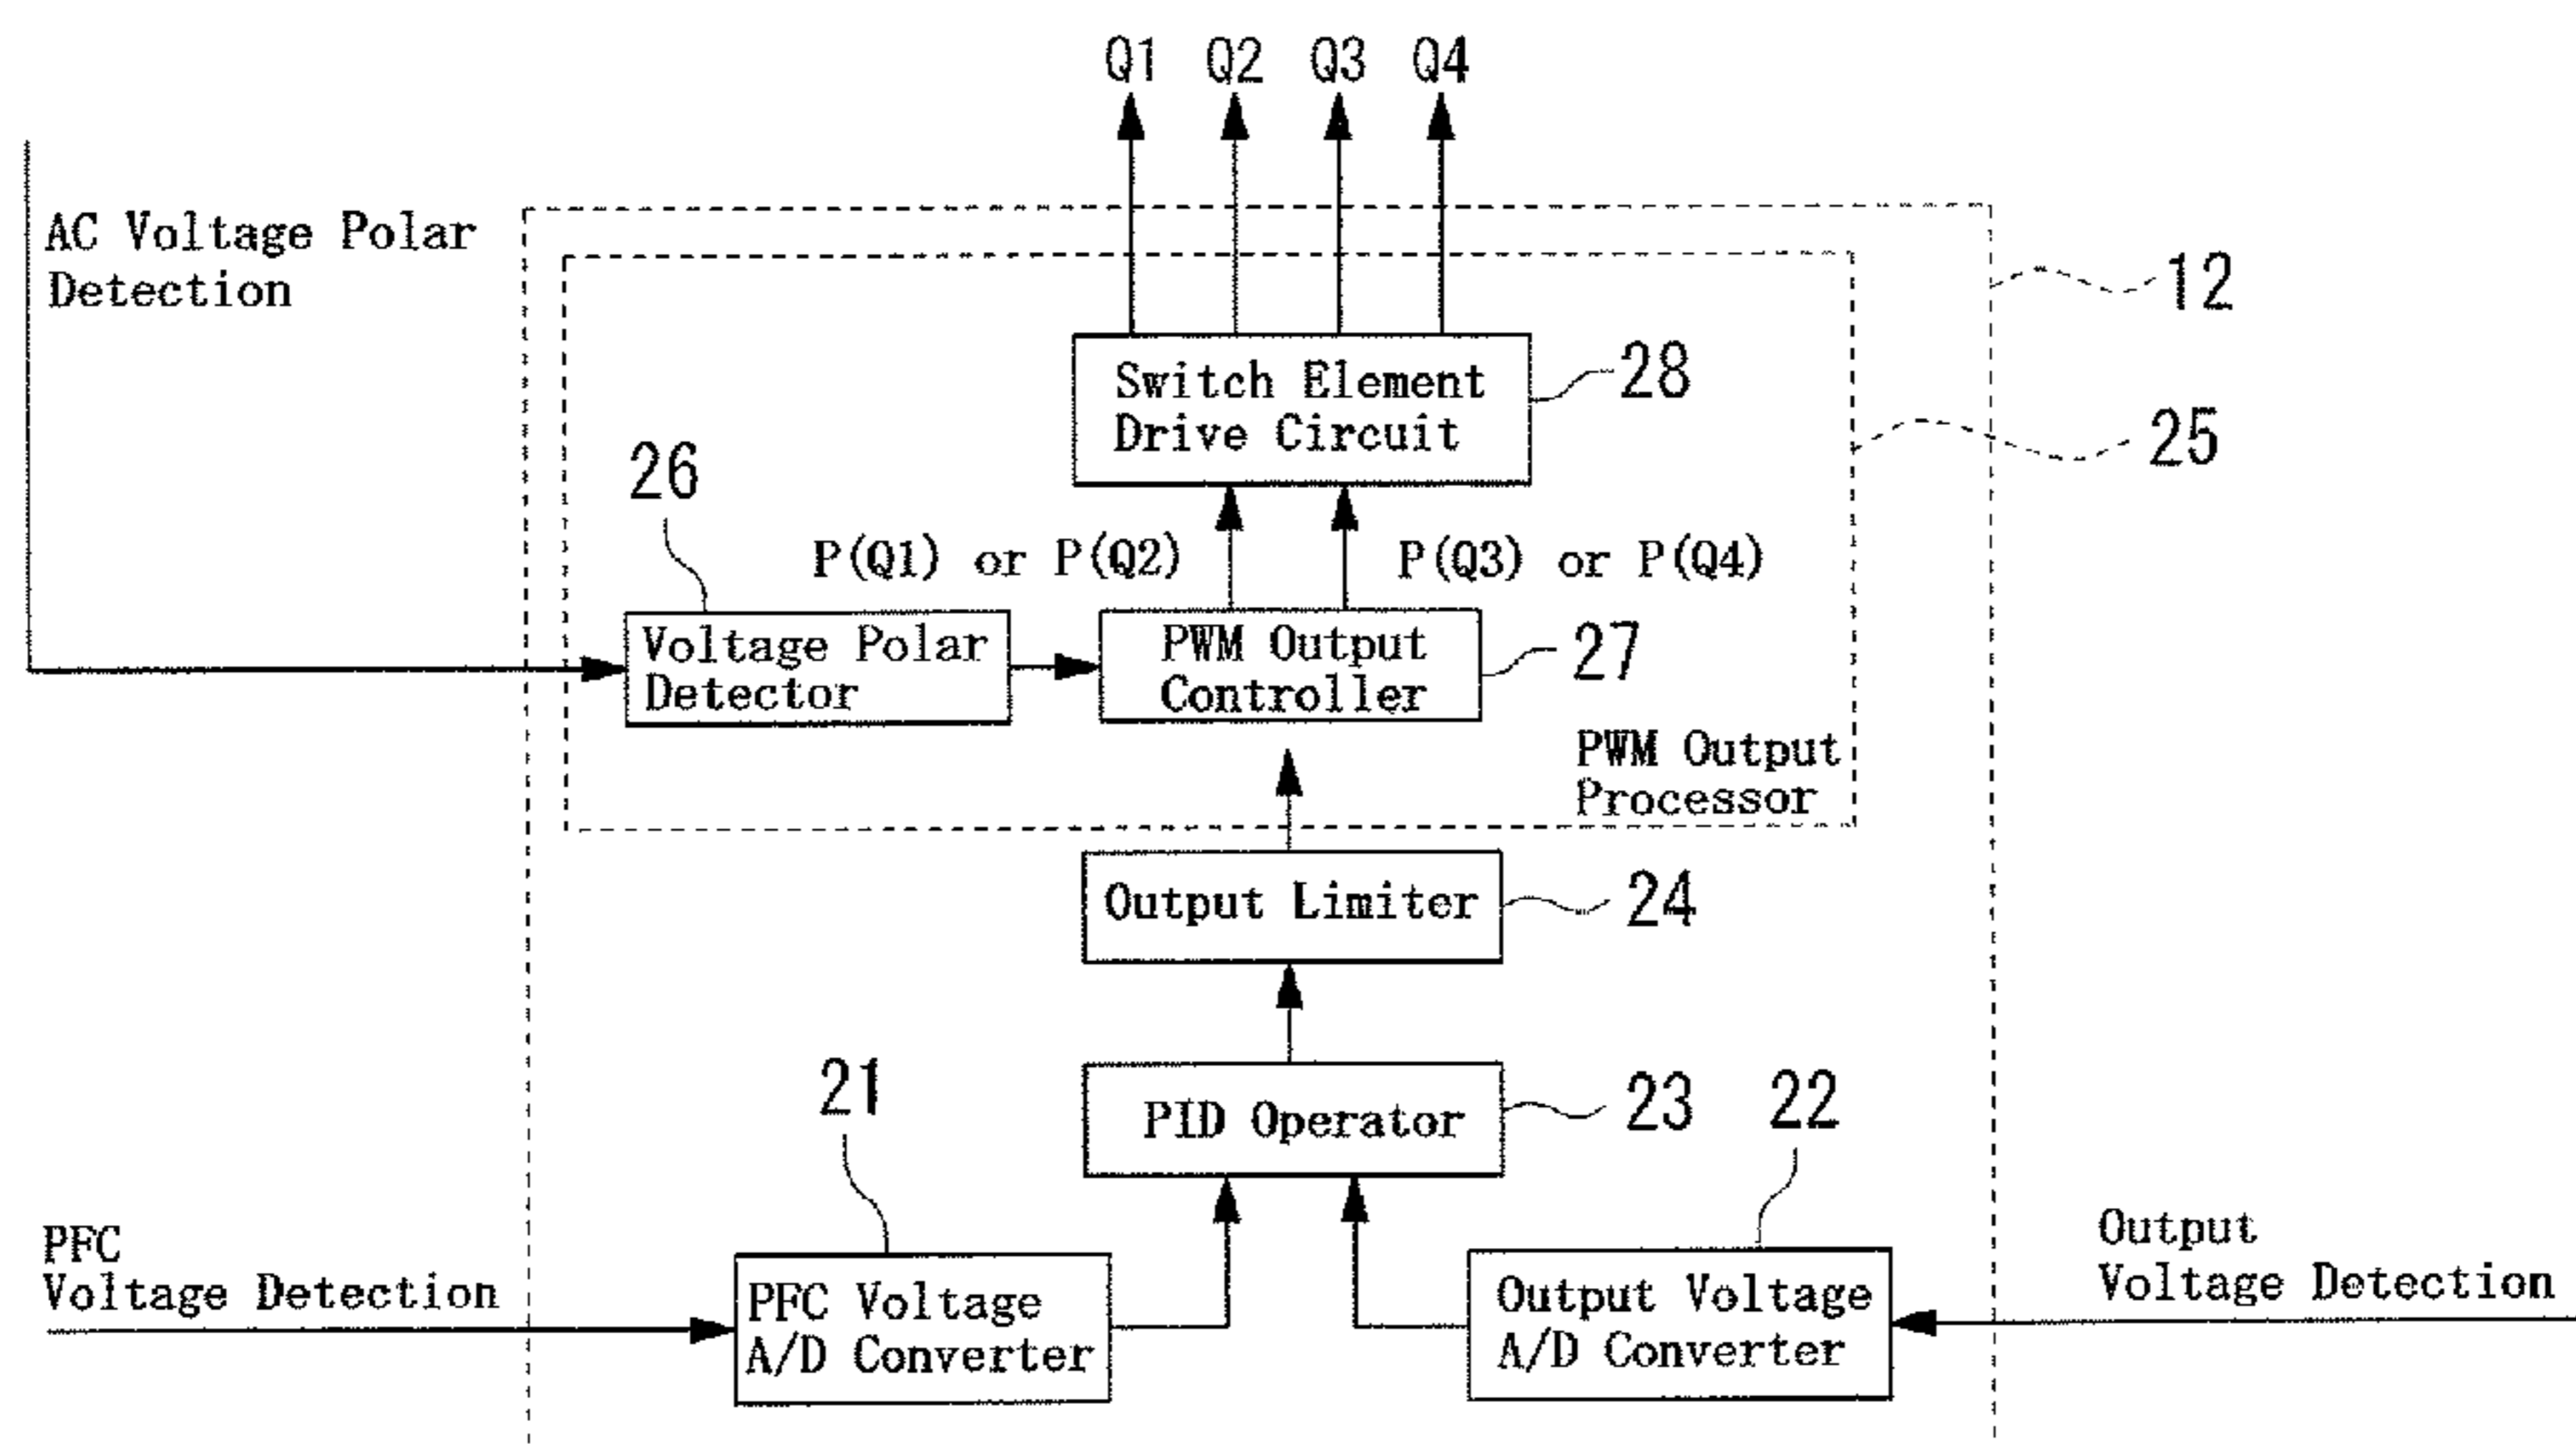 Q1 Q2 Q3 Q4
AC Voltage Polar
Detection
12
Switch Element
Drive Circuit
28
25
26
P(Q1) or P(Q2)
P(Q3) or P(Q4)
Voltage Polar
Detector
PWM Output
Controller
27
PWM Output
Processor
Output Limiter
24
21
PID Operator
23
22
PFC
Voltage Detection
PFC Voltage
A/D Converter
Output Voltage
A/D Converter
Output
Voltage Detection